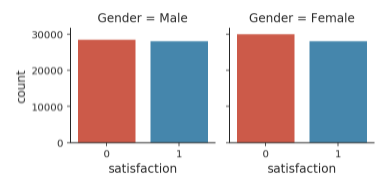 Gender = Male Gender = Female
30000
20000
10000
0
count
0 1 0 1
satisfaction satisfaction